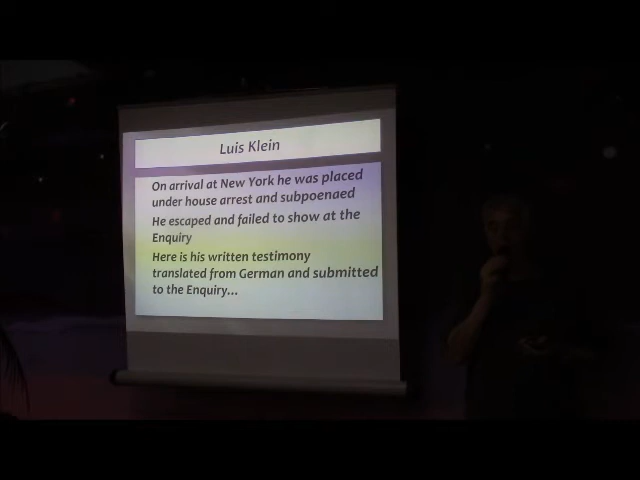 Luis Klein
On arrival at New York he was placed
under house arrest and subpoenaed
He escaped and failed to show at the
Enquiry
Here is his written testimony
translated from German and submitted
to the Enquiry...